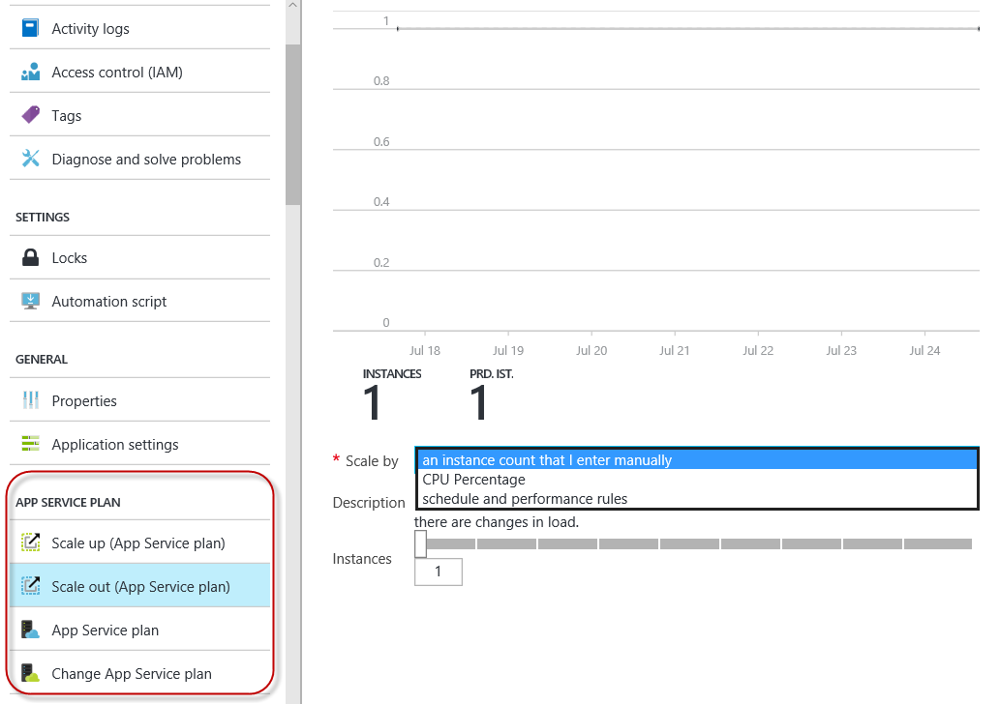 Activity logs
Access control (IAM)
Tags
Diagnose and solve problems
SETTINGS
Locks
Automation script
GENERAL
Properties
Application settings
APP SERVICE PLAN
Scale up (App Service plan)
Scale out (App Service plan)
App Service plan
Change App Service plan
1
0.8
0.6
0.4
0.2
0
Jul 18 Jul 19 Jul 20 Jul 21 Jul 22 Jul 23 Jul 24
INSTANCES PRD. IST.
1 1
* Scale by an instance count that I enter manually
CPU Percentage
schedule and performance rules
Description
there are changes in load.
Instances
1